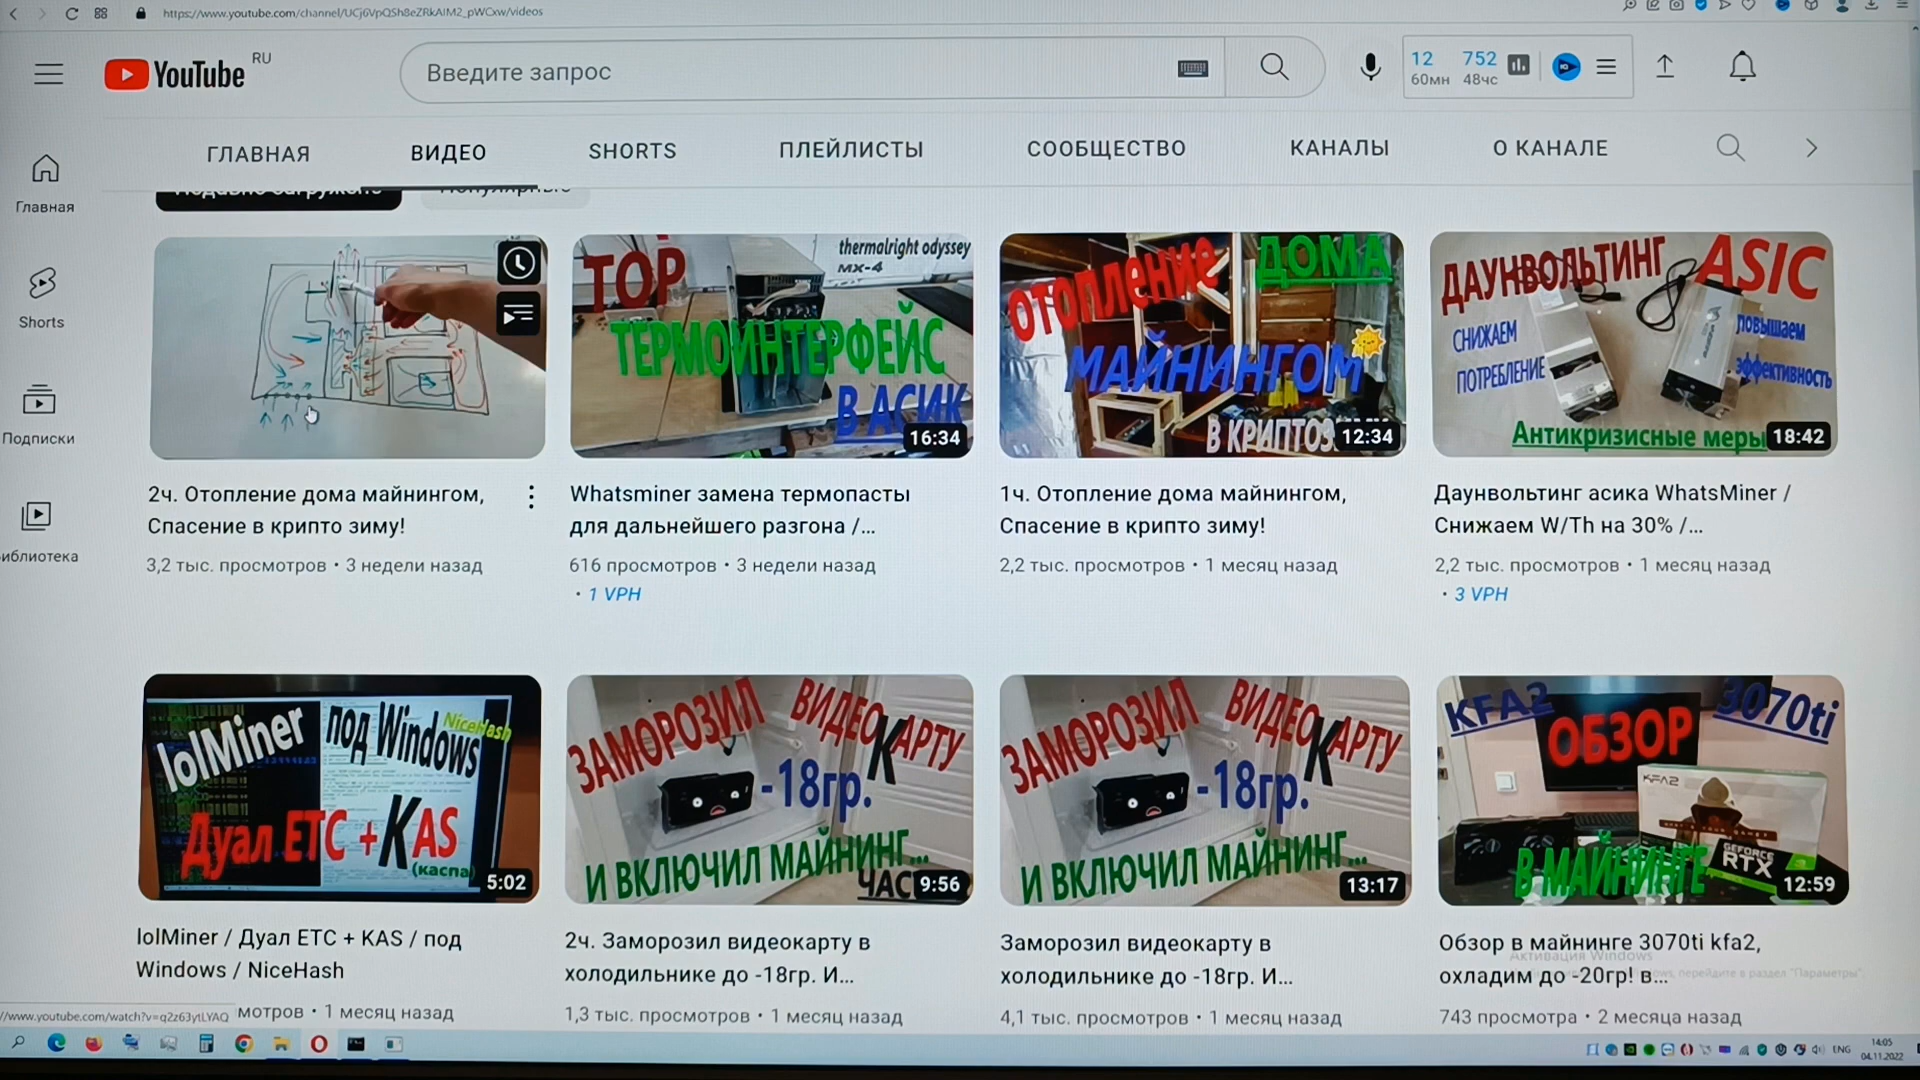 https://www.youtube.com/channel/UCj6VpQSh8eZRkAIM2_pWCxw/videos
YouTube RU
Введите запрос
12 752
60мн 48чс
ГЛАВНАЯ ВИДЕО SHORTS ПЛЕЙЛИСТЫ СООБЩЕСТВО КАНАЛЫ О КАНАЛЕ
Главная
Shorts
Подписки
иблиотека
TOP
thermalright odyssey
MX-4
ТЕРМОИНТЕРФЕЙС
В АСИК
16:34
ОТОПЛЕНИЕ ДОМА
МАЙНИНГОМ
В КРИПТОЗ
12:34
ДАУНВОЛЬТИНГ ASIC
СНИЖАЕМ
ПОТРЕБЛЕНИЕ
повышаем
эффективность
Антикризисные меры
18:42
2ч. Отопление дома майнингом,
Спасение в крипто зиму!
3,2 тыс. просмотров • 3 недели назад
Whatsminer замена термопасты
для дальнейшего разгона /...
616 просмотров • 3 недели назад
• 1 VPH
1ч. Отопление дома майнингом,
Спасение в крипто зиму!
2,2 тыс. просмотров • 1 месяц назад
Даунвольтинг асика WhatsMiner /
Снижаем W/Th на 30% /...
2,2 тыс. просмотров • 1 месяц назад
• 3 VPH
lolMiner под Windows
NiceHash
Дуал ETC + KAS
(каспа)
5:02
ЗАМОРОЗИЛ ВИДЕОКАРТУ
-18гр.
И ВКЛЮЧИЛ МАЙНИНГ...
ЧАС
9:56
ЗАМОРОЗИЛ ВИДЕОКАРТУ
-18гр.
И ВКЛЮЧИЛ МАЙНИНГ...
13:17
KFA2 3070ti
ОБЗОР
KFA2
В МАЙНИНГЕ
GEFORCE
RTX
12:59
lolMiner / Дуал ETC + KAS / под
Windows / NiceHash
мотров • 1 месяц назад
2ч. Заморозил видеокарту в
холодильнике до -18гр. И...
1,3 тыс. просмотров • 1 месяц назад
Заморозил видеокарту в
холодильнике до -18гр. И...
4,1 тыс. просмотров • 1 месяц назад
Обзор в майнинге 3070ti kfa2,
охладим до -20гр! в...
743 просмотра • 2 месяца назад
Активация Windows
перейдите в раздел "Параметры".
//www.youtube.com/watch?v=q2z63ytLYAQ
ENG
14:05
04.11.2022